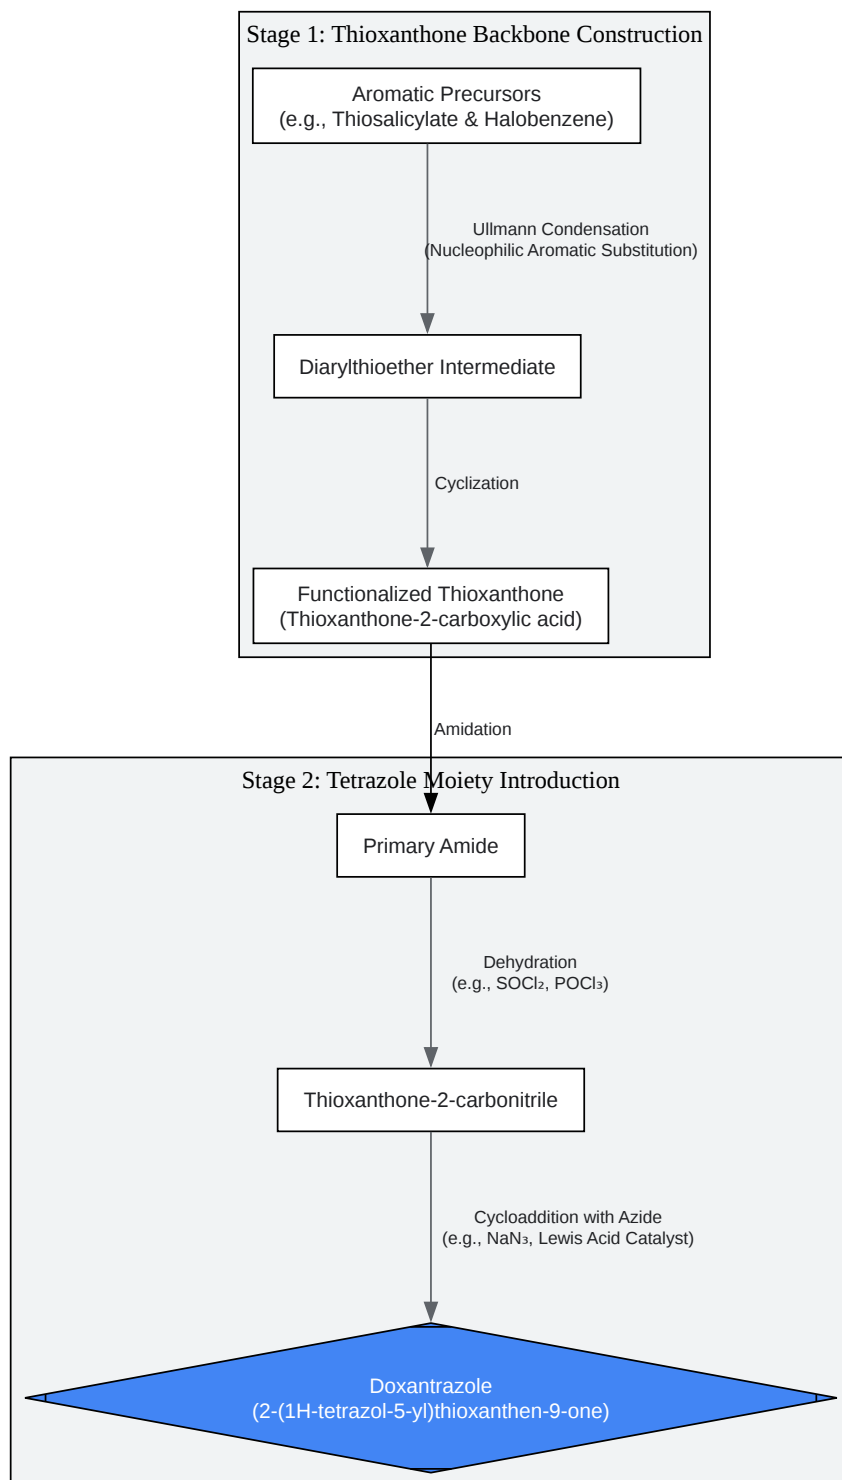 Stage 1: Thioxanthone Backbone Construction
Aromatic Precursors
(e.g., Thiosalicylate & Halobenzene)
Ullmann Condensation
(Nucleophilic Aromatic Substitution)
Diarylthioether Intermediate
Cyclization
Functionalized Thioxanthone
(Thioxanthone-2-carboxylic acid)
Amidation
Stage 2: Tetrazole Moiety Introduction
Primary Amide
Dehydration
(e.g., SOCl₂, POCl₃)
Thioxanthone-2-carbonitrile
Cycloaddition with Azide
(e.g., NaN₃, Lewis Acid Catalyst)
Doxantrazole
(2-(1H-tetrazol-5-yl)thioxanthen-9-one)